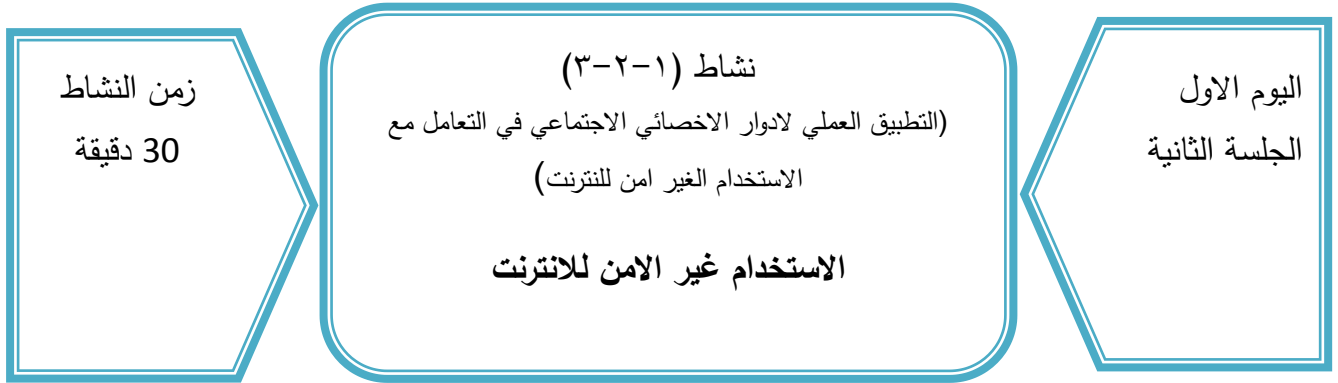 اليوم الاول
الجلسة الثانية
نشاط (١-٢-٣)
(التطبيق العملي لادوار الاخصائي الاجتماعي في التعامل مع
الاستخدام الغير امن للنترنت)
الاستخدام غير الامن للانترنت
زمن النشاط
30 دقيقة